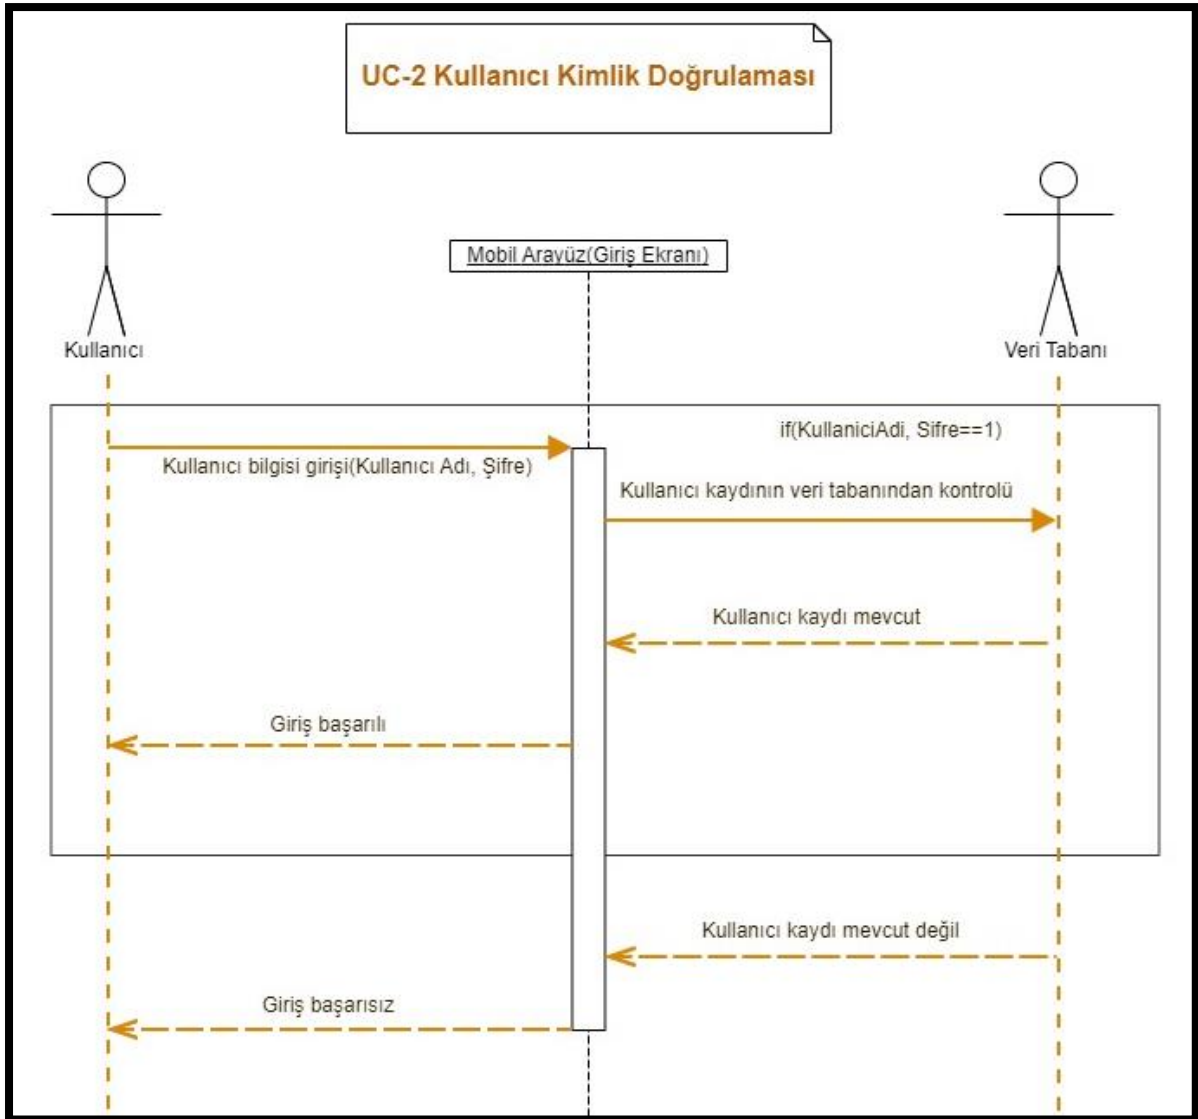 UC-2 Kullanıcı Kimlik Doğrulaması
Mobil Arayüz(Giriş Ekranı)
Kullanıcı
Veri Tabanı
if(KullaniciAdi, Sifre==1)
Kullanıcı bilgisi girişi(Kullanıcı Adı, Şifre)
Kullanıcı kaydının veri tabanından kontrolü
Kullanıcı kaydı mevcut
Giriş başarılı
Kullanıcı kaydı mevcut değil
Giriş başarısız